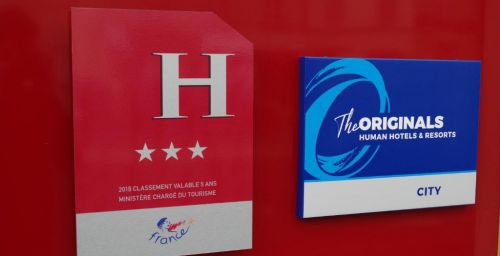 H
2018 CLASSEMENT VALABLE 5 ANS
MINISTÈRE CHARGÉ DU TOURISME
france
The ORIGINALS
HUMAN HOTELS & RESORTS
CITY